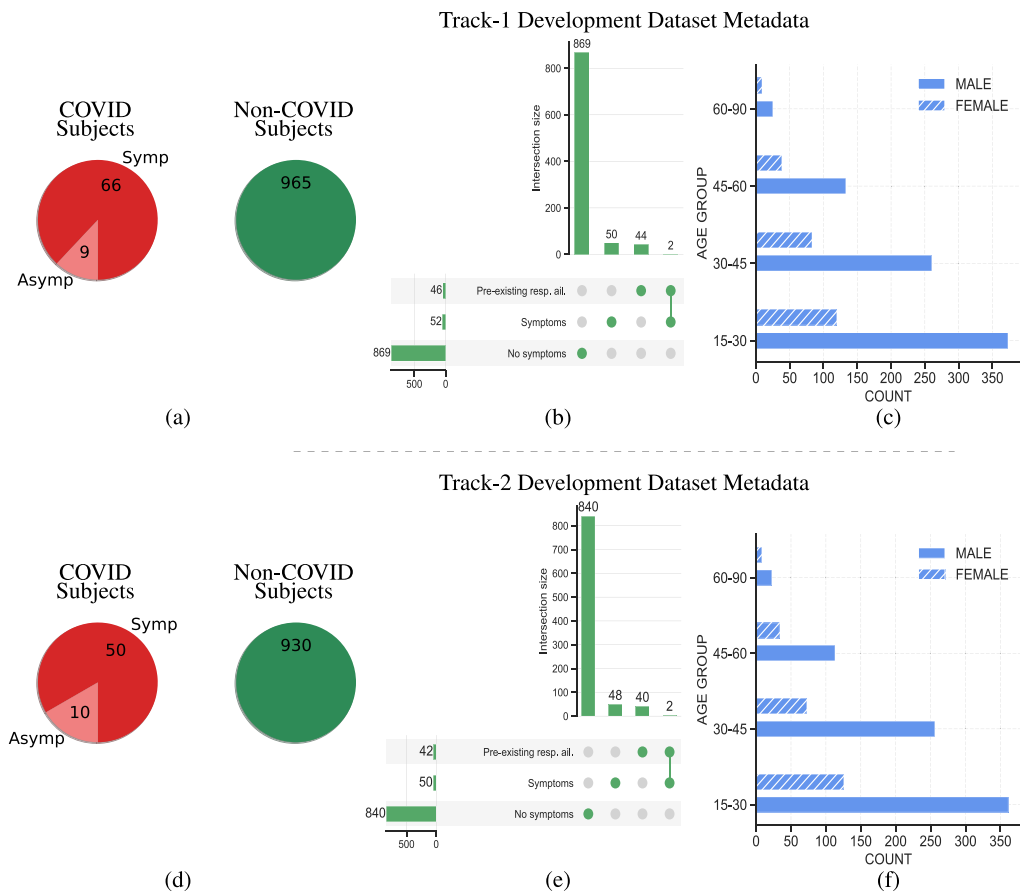 Track-1 Development Dataset Metadata
COVID
Subjects
Symp
66
9
Asymp
Non-COVID
Subjects
965
869
800
600
400
200
0
Intersection size
50
44
2
46
Pre-existing resp. ail.
52
Symptoms
869
No symptoms
500
0
MALE
FEMALE
AGE GROUP
60-90
45-60
30-45
15-30
0 50 100 150 200 250 300 350
COUNT
(a)
(b)
(c)
Track-2 Development Dataset Metadata
COVID
Subjects
Symp
50
10
Asymp
Non-COVID
Subjects
930
840
800
700
600
500
400
300
200
100
0
Intersection size
48
40
2
42
Pre-existing resp. ail.
50
Symptoms
840
No symptoms
500
0
MALE
FEMALE
AGE GROUP
60-90
45-60
30-45
15-30
0 50 100 150 200 250 300 350
COUNT
(d)
(e)
(f)